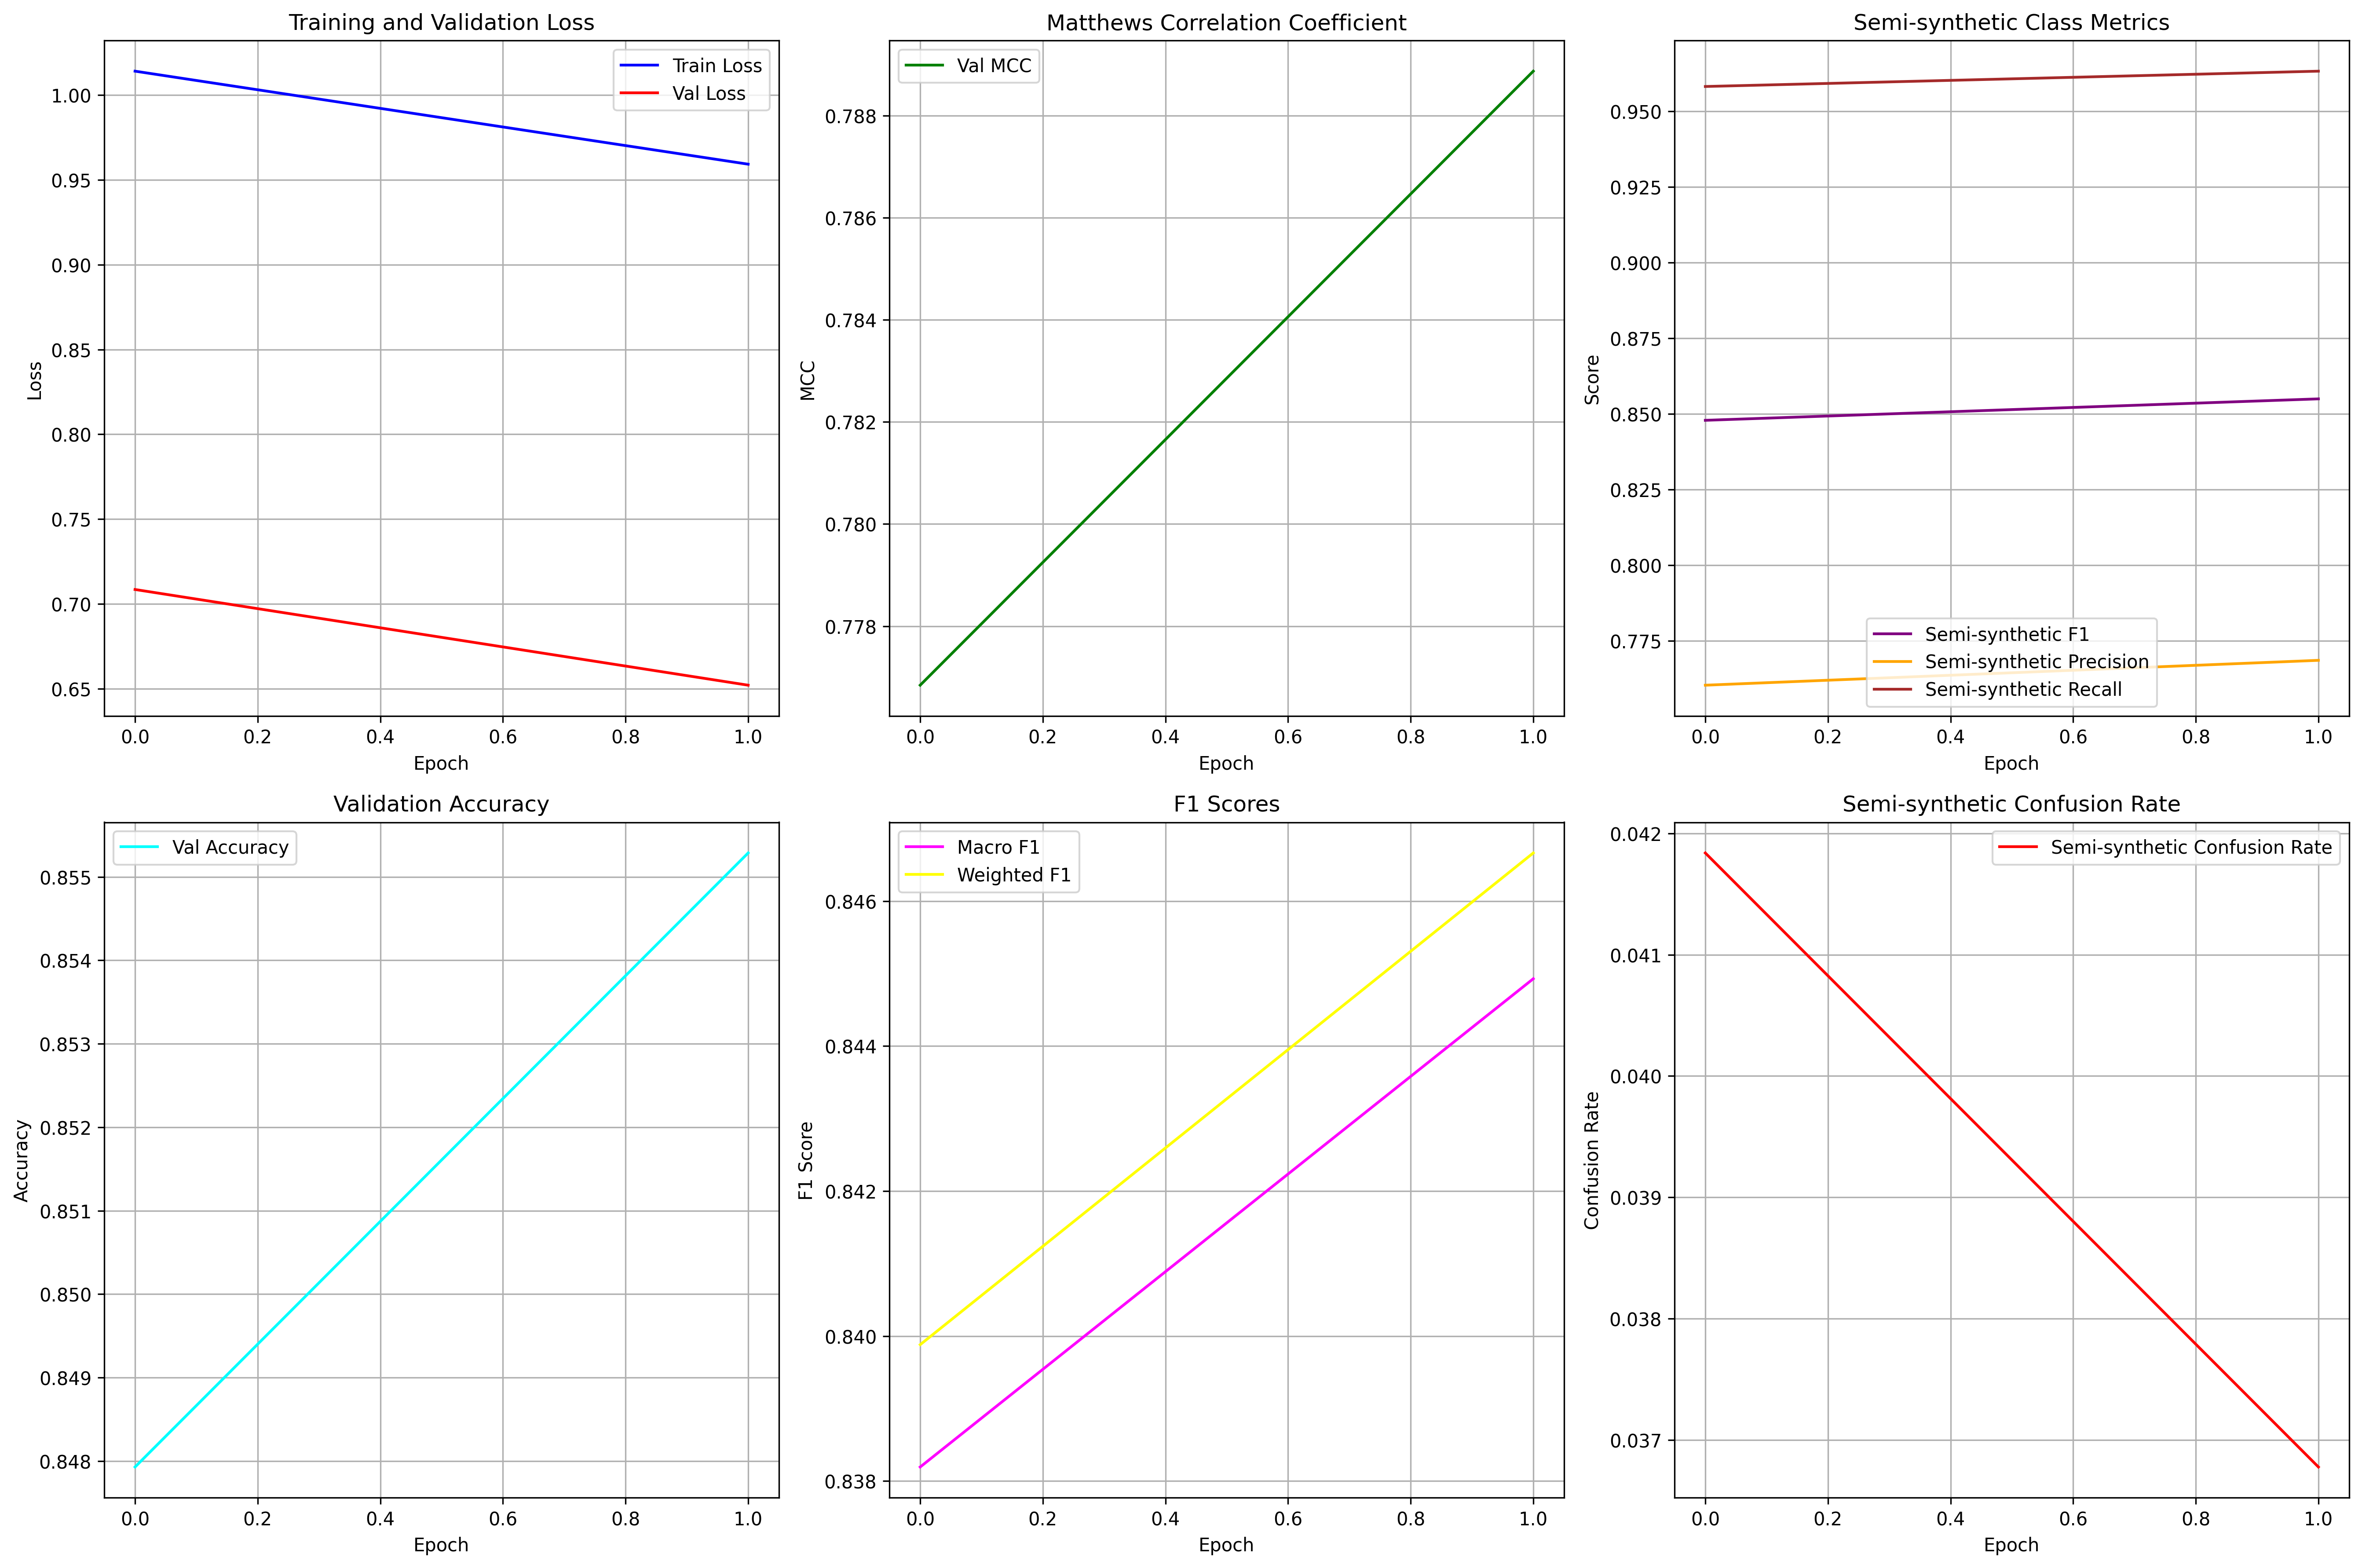 Training and Validation Loss
Train Loss
Val Loss
1.00
0.95
0.90
0.85
0.80
0.75
0.70
0.65
Loss
0.0 0.2 0.4 0.6 0.8 1.0
Epoch
Matthews Correlation Coefficient
Val MCC
0.788
0.786
0.784
0.782
0.780
0.778
MCC
0.0 0.2 0.4 0.6 0.8 1.0
Epoch
Semi-synthetic Class Metrics
0.950
0.925
0.900
0.875
0.850
0.825
0.800
0.775
Score
Semi-synthetic F1
Semi-synthetic Precision
Semi-synthetic Recall
0.0 0.2 0.4 0.6 0.8 1.0
Epoch
Validation Accuracy
Val Accuracy
0.855
0.854
0.853
0.852
0.851
0.850
0.849
0.848
Accuracy
0.0 0.2 0.4 0.6 0.8 1.0
Epoch
F1 Scores
Macro F1
Weighted F1
0.846
0.844
0.842
0.840
0.838
F1 Score
0.0 0.2 0.4 0.6 0.8 1.0
Epoch
Semi-synthetic Confusion Rate
Semi-synthetic Confusion Rate
0.042
0.041
0.040
0.039
0.038
0.037
Confusion Rate
0.0 0.2 0.4 0.6 0.8 1.0
Epoch